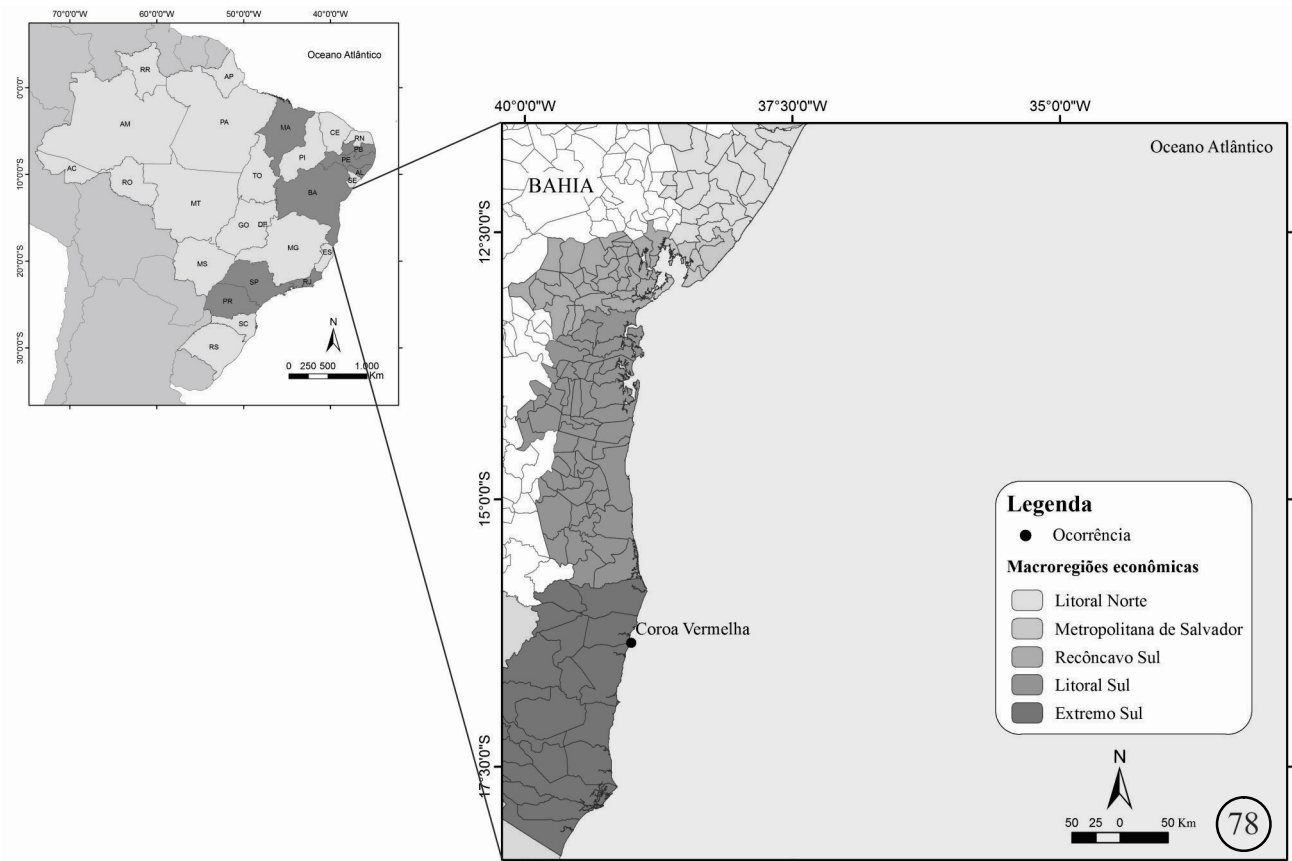 70°0'0"W 60°0'0"W 50°0'0"W 40°0'0"W
Oceano Atlântico
0°0'0"
10°0'0"S
20°0'0"S
30°0'0"S
RR
AP
AM
PA
MA
CE
RN
PB
PE
AL
SE
PI
AC
RO
TO
BA
MT
GO
DF
MG
ES
MS
SP
RJ
PR
SC
RS
N
0 250 500 1.000
Km
40°0'0"W 37°30'0"W 35°0'0"W
12°30'0"S
15°0'0"S
17°30'0"S
Oceano Atlântico
BAHIA
Coroa Vermelha
Legenda
Ocorrência
Macroregiões econômicas
Litoral Norte
Metropolitana de Salvador
Recôncavo Sul
Litoral Sul
Extremo Sul
N
50 25 0 50 Km
78